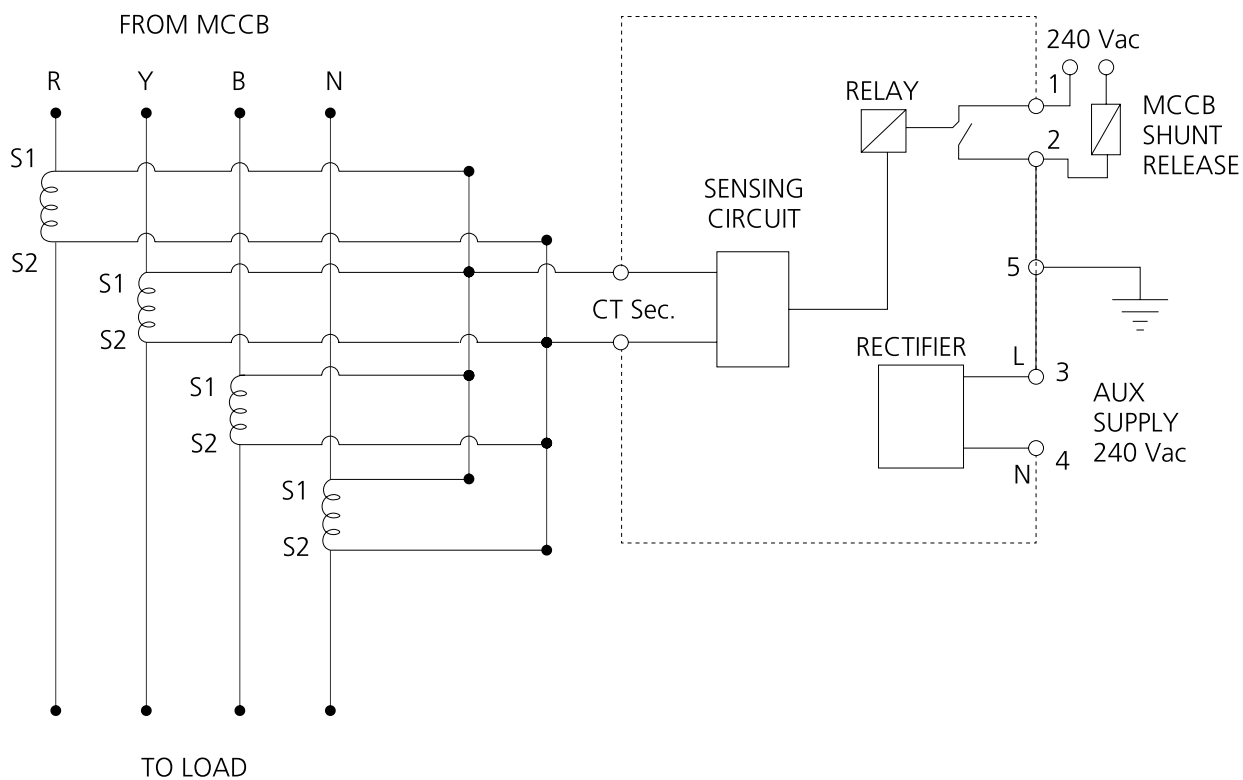 FROM MCCB
R Y B N
S1
S2
S1
S2
S1
S2
S1
S2
TO LOAD
CT Sec.
SENSING
CIRCUIT
RELAY
RECTIFIER
240 Vac
1
2
MCCB
SHUNT
RELEASE
5
L
3
N
4
AUX
SUPPLY
240 Vac